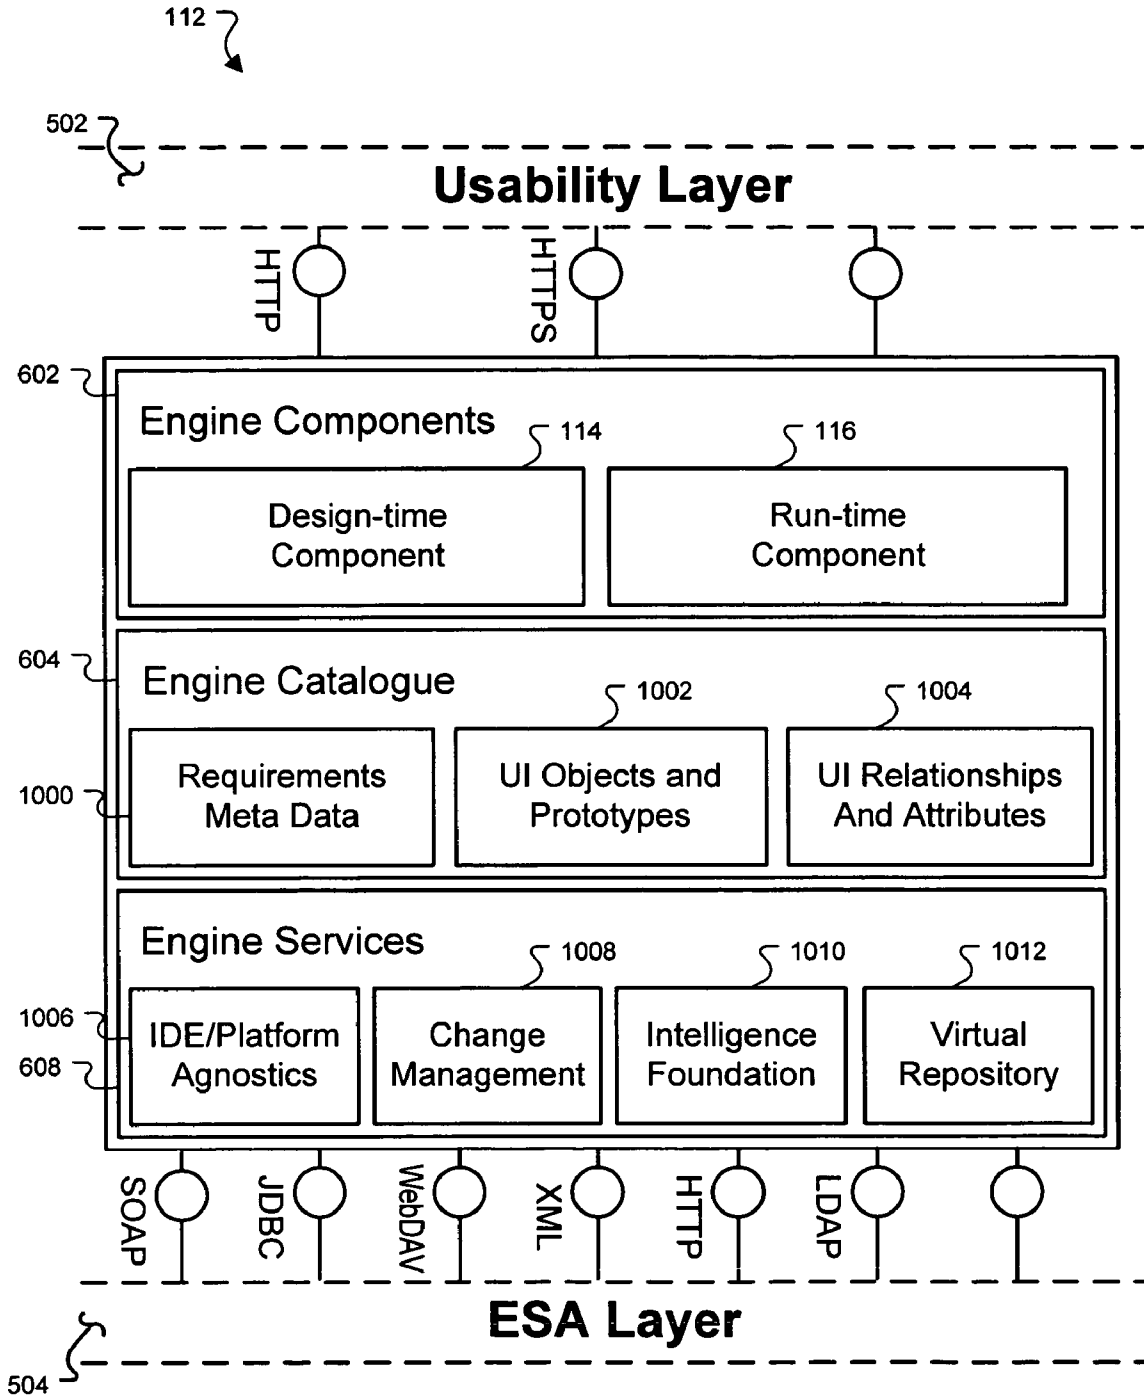 112
502
Usability Layer
HTTP
HTTPS
602
Engine Components
114
116
Design-time
Component
Run-time
Component
604
Engine Catalogue
1002
1004
1000
Requirements
Meta Data
UI Objects and
Prototypes
UI Relationships
And Attributes
Engine Services
1008
1010
1012
1006
608
IDE/Platform
Agnostics
Change
Management
Intelligence
Foundation
Virtual
Repository
SOAP
JDBC
WebDAV
XML
HTTP
LDAP
ESA Layer
504